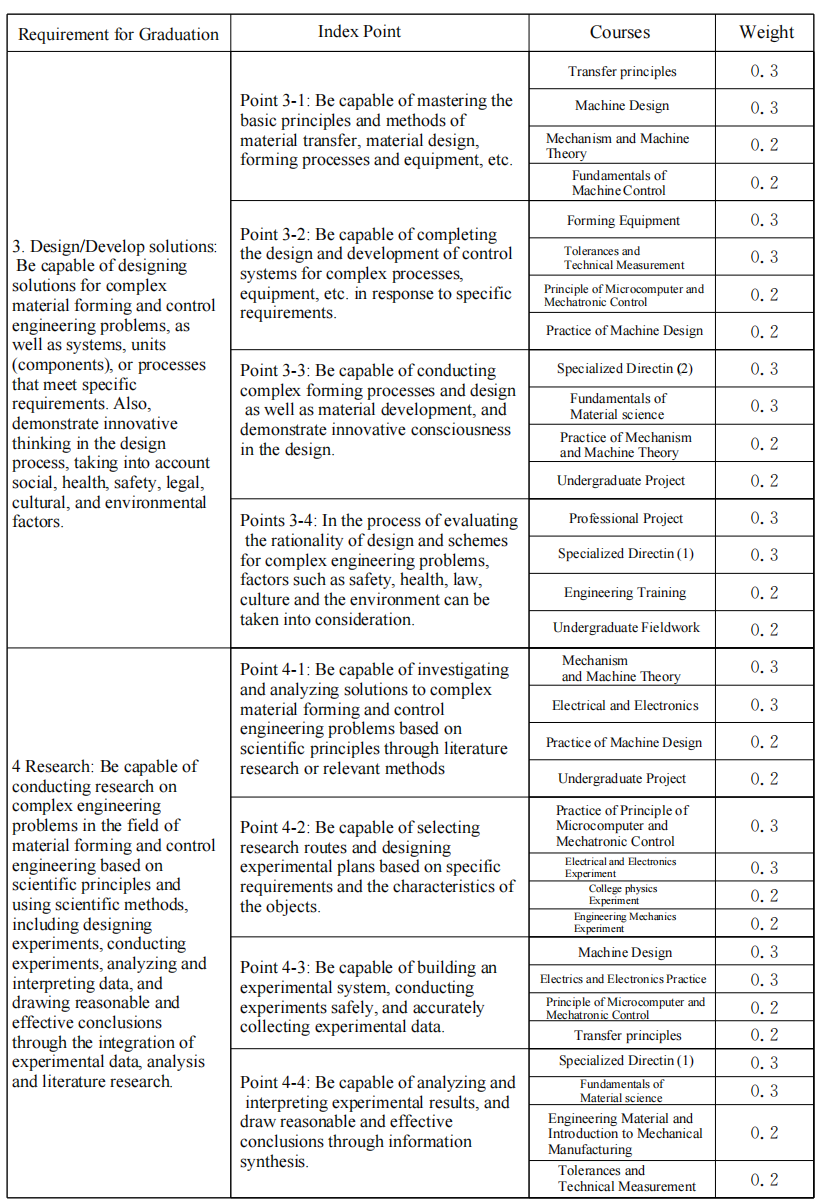 Requirement for Graduation
Index Point
Courses
Weight
3. Design/Develop solutions:
Be capable of designing
solutions for complex
material forming and control
engineering problems, as
well as systems, units
(components), or processes
that meet specific
requirements. Also,
demonstrate innovative
thinking in the design
process, taking into account
social, health, safety, legal,
cultural, and environmental
factors.
Point 3-1: Be capable of mastering the
basic principles and methods of
material transfer, material design,
forming processes and equipment, etc.
Transfer principles
0.3
Machine Design
0.3
Mechanism and Machine
Theory
0.2
Fundamentals of
Machine Control
0.2
Point 3-2: Be capable of completing
the design and development of control
systems for complex processes,
equipment, etc. in response to specific
requirements.
Forming Equipment
0.3
Tolerances and
Technical Measurement
0.3
Principle of Microcomputer and
Mechatronic Control
0.2
Practice of Machine Design
0.2
Point 3-3: Be capable of conducting
complex forming processes and design
as well as material development, and
demonstrate innovative consciousness
in the design.
Specialized Directin (2)
0.3
Fundamentals of
Material science
0.3
Practice of Mechanism
and Machine Theory
0.2
Undergraduate Project
0.2
Points 3-4: In the process of evaluating
the rationality of design and schemes
for complex engineering problems,
factors such as safety, health, law,
culture and the environment can be
taken into consideration.
Professional Project
0.3
Specialized Directin (1)
0.3
Engineering Training
0.2
Undergraduate Fieldwork
0.2
4 Research: Be capable of
conducting research on
complex engineering
problems in the field of
material forming and control
engineering based on
scientific principles and
using scientific methods,
including designing
experiments, conducting
experiments, analyzing and
interpreting data, and
drawing reasonable and
effective conclusions
through the integration of
experimental data, analysis
and literature research.
Point 4-1: Be capable of investigating
and analyzing solutions to complex
material forming and control
engineering problems based on
scientific principles through literature
research or relevant methods
Mechanism
and Machine Theory
0.3
Electrical and Electronics
0.3
Practice of Machine Design
0.2
Undergraduate Project
0.2
Point 4-2: Be capable of selecting
research routes and designing
experimental plans based on specific
requirements and the characteristics of
the objects.
Practice of Principle of
Microcomputer and
Mechatronic Control
0.3
Electrical and Electronics
Experiment
0.3
College physics
Experiment
0.2
Engineering Mechanics
Experiment
0.2
Point 4-3: Be capable of building an
experimental system, conducting
experiments safely, and accurately
collecting experimental data.
Machine Design
0.3
Electrics and Electronics Practice
0.3
Principle of Microcomputer and
Mechatronic Control
0.2
Transfer principles
0.2
Point 4-4: Be capable of analyzing and
interpreting experimental results, and
draw reasonable and effective
conclusions through information
synthesis.
Specialized Directin (1)
0.3
Fundamentals of
Material science
0.3
Engineering Material and
Introduction to Mechanical
Manufacturing
0.2
Tolerances and
Technical Measurement
0.2